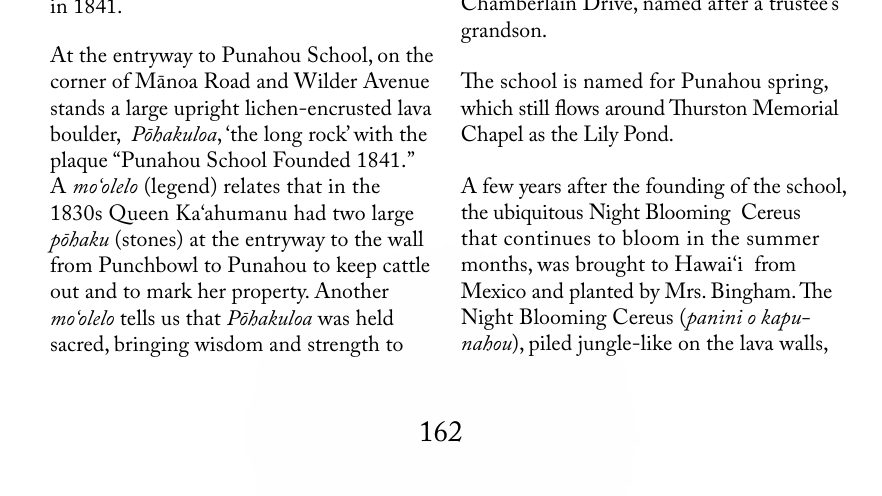 in 1841.
At the entryway to Punahou School, on the
corner of Mānoa Road and Wilder Avenue
stands a large upright lichen-encrusted lava
boulder, Pōhakuloa, ‘the long rock’ with the
plaque “Punahou School Founded 1841.”
A mo‘olelo (legend) relates that in the
1830s Queen Ka‘ahumanu had two large
pōhaku (stones) at the entryway to the wall
from Punchbowl to Punahou to keep cattle
out and to mark her property. Another
mo‘olelo tells us that Pōhakuloa was held
sacred, bringing wisdom and strength to
Chamberlain Drive, named after a trustee’s
grandson.
The school is named for Punahou spring,
which still flows around Thurston Memorial
Chapel as the Lily Pond.
A few years after the founding of the school,
the ubiquitous Night Blooming Cereus
that continues to bloom in the summer
months, was brought to Hawai‘i from
Mexico and planted by Mrs. Bingham. The
Night Blooming Cereus (panini o kapu-
nahou), piled jungle-like on the lava walls,
162